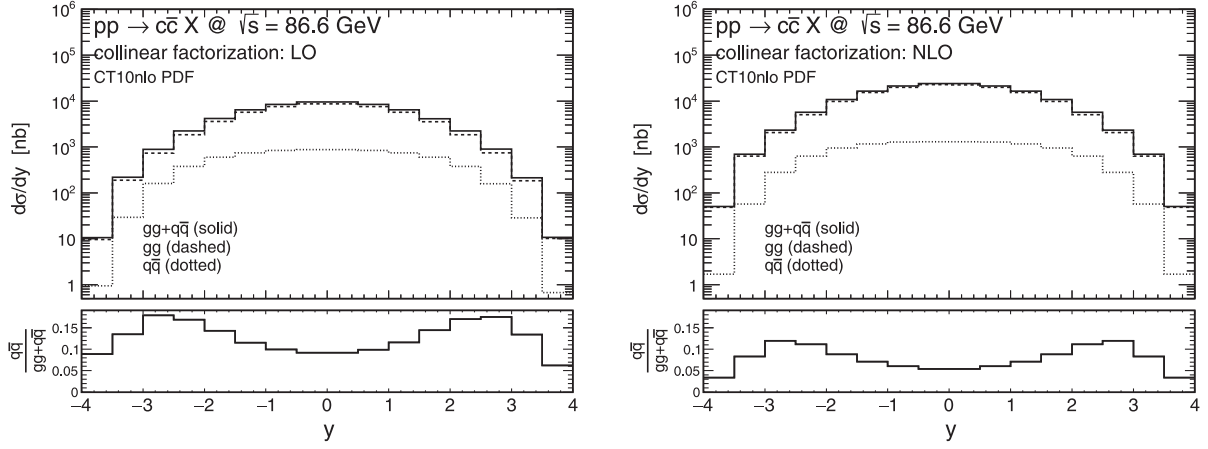 pp → cc̄ X @ √s = 86.6 GeV
collinear factorization: LO
CT10nlo PDF
dσ/dy [nb]
10⁶
10⁵
10⁴
10³
10²
10
1
gg+qq̄ (solid)
gg (dashed)
qq̄ (dotted)
qq̄
gg+qq̄
0.15
0.1
0.05
0
−4 −3 −2 −1 0 1 2 3 4
y
pp → cc̄ X @ √s = 86.6 GeV
collinear factorization: NLO
CT10nlo PDF
dσ/dy [nb]
10⁶
10⁵
10⁴
10³
10²
10
1
gg+qq̄ (solid)
gg (dashed)
qq̄ (dotted)
qq̄
gg+qq̄
0.15
0.1
0.05
0
−4 −3 −2 −1 0 1 2 3 4
y